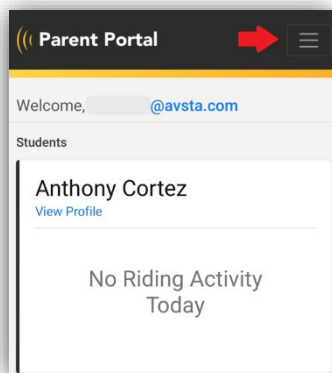 Parent Portal
Welcome, @avsta.com
Students
Anthony Cortez
View Profile
No Riding Activity
Today